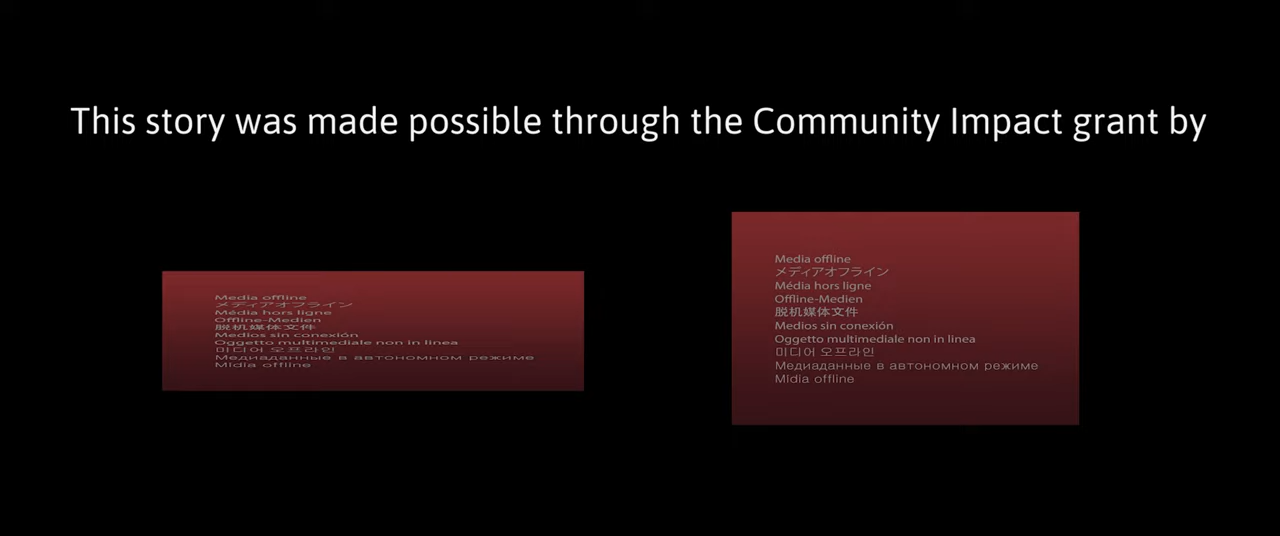 This story was made possible through the Community Impact grant by
Media offline
メディアオフライン
Média hors ligne
Offline-Medien
脱机媒体文件
Medios sin conexión
Oggetto multimediale non in linea
미디어 오프라인
Медиаданные в автономном режиме
Mídia offline
Media offline
メディアオフライン
Média hors ligne
Offline-Medien
脱机媒体文件
Medios sin conexión
Oggetto multimediale non in linea
미디어 오프라인
Медиаданные в автономном режиме
Mídia offline